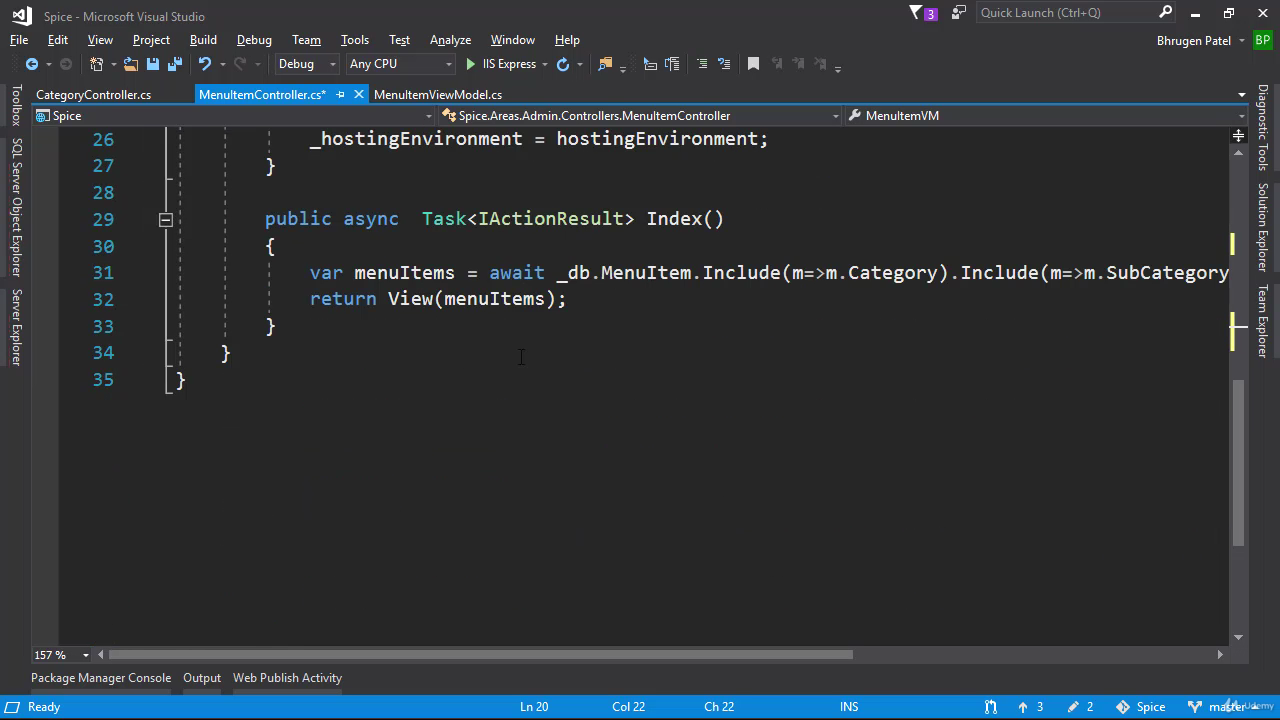 Spice - Microsoft Visual Studio
3
Quick Launch (Ctrl+Q)
File Edit View Project Build Debug Team Tools Test Analyze Window Help
Bhrugen Patel BP
Debug Any CPU IIS Express
CategoryController.cs MenuItemController.cs* MenuItemViewModel.cs
Spice Spice.Areas.Admin.Controllers.MenuItemController MenuItemVM
Toolbox
SQL Server Object Explorer
Server Explorer
26 _hostingEnvironment = hostingEnvironment;
27 }
28
29 public async  Task<IActionResult> Index()
30 {
31 var menuItems = await _db.MenuItem.Include(m=>m.Category).Include(m=>m.SubCategory
32 return View(menuItems);
33 }
34 }
35 }
Diagnostic Tools
Solution Explorer
Team Explorer
157 %
Package Manager Console Output Web Publish Activity
Ready Ln 20 Col 22 Ch 22 INS 3 2 Spice master
Udemy